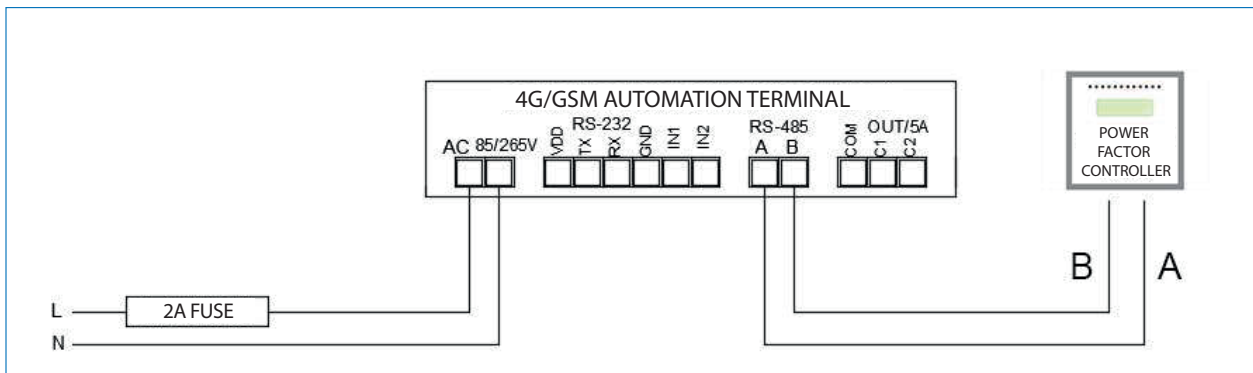 4G/GSM AUTOMATION TERMINAL
RS-232
RS-485
OUT/5A
AC 85/265V
VDD
TX
RX
GND
IN1
IN2
A B
COM
C1
C2
POWER
FACTOR
CONTROLLER
B A
L
2A FUSE
N